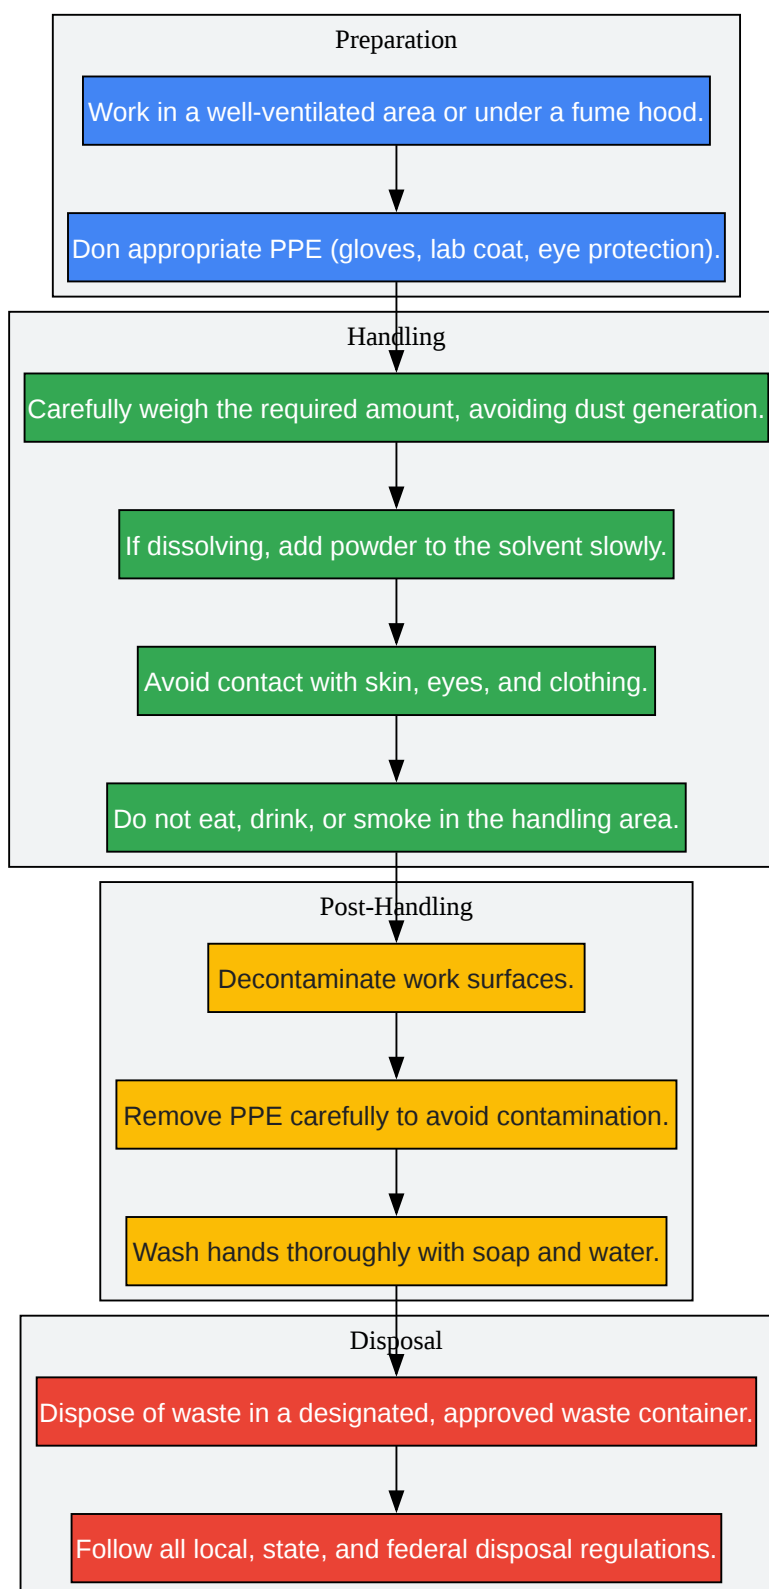 Preparation
Work in a well-ventilated area or under a fume hood.
Don appropriate PPE (gloves, lab coat, eye protection).
Handling
Carefully weigh the required amount, avoiding dust generation.
If dissolving, add powder to the solvent slowly.
Avoid contact with skin, eyes, and clothing.
Do not eat, drink, or smoke in the handling area.
Post-Handling
Decontaminate work surfaces.
Remove PPE carefully to avoid contamination.
Wash hands thoroughly with soap and water.
Disposal
Dispose of waste in a designated, approved waste container.
Follow all local, state, and federal disposal regulations.